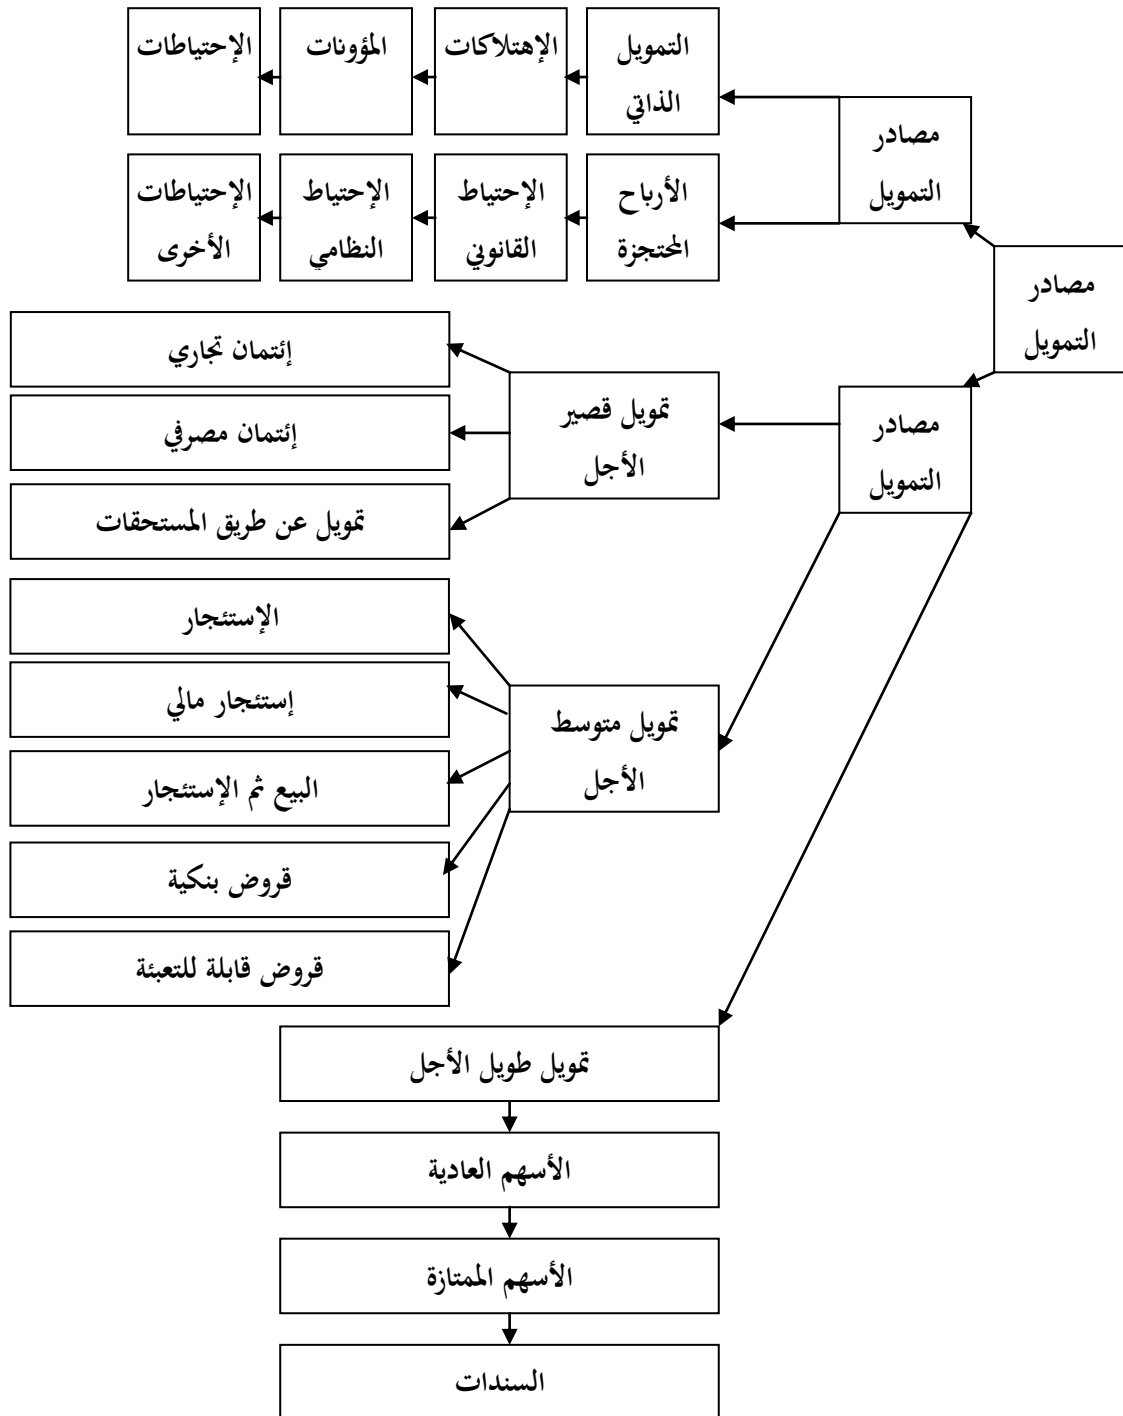 التمويل
الذاتي
الإهتلاكات
المؤونات
الإحتياطات
مصادر
التمويل
الأرباح
المحتجزة
الإحتياط
القانوني
الإحتياط
النظامي
الإحتياطات
الأخرى
مصادر
التمويل
إئتمان تجاري
تمويل قصير
الأجل
مصادر
التمويل
إئتمان مصرفي
تمويل عن طريق المستحقات
الإستئجار
إستئجار مالي
تمويل متوسط
الأجل
البيع ثم الإستئجار
قروض بنكية
قروض قابلة للتعبئة
تمويل طويل الأجل
الأسهم العادية
الأسهم الممتازة
السندات